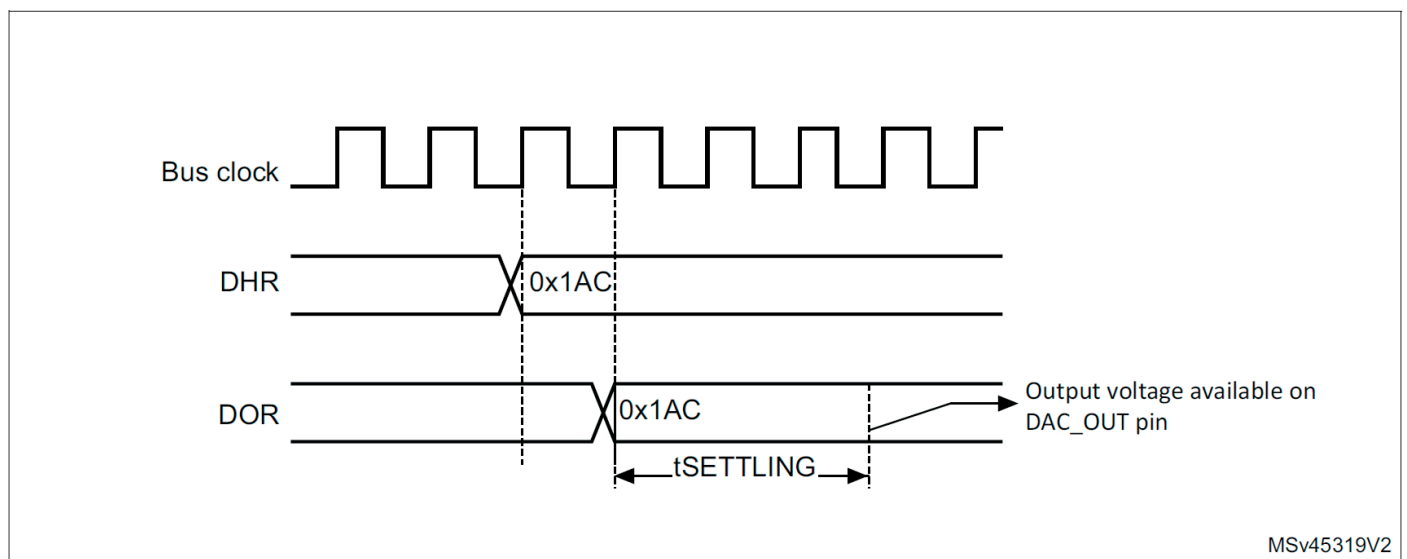 Bus clock
DHR
0x1AC
DOR
0x1AC
Output voltage available on
DAC_OUT pin
tSETTLING
MSv45319V2